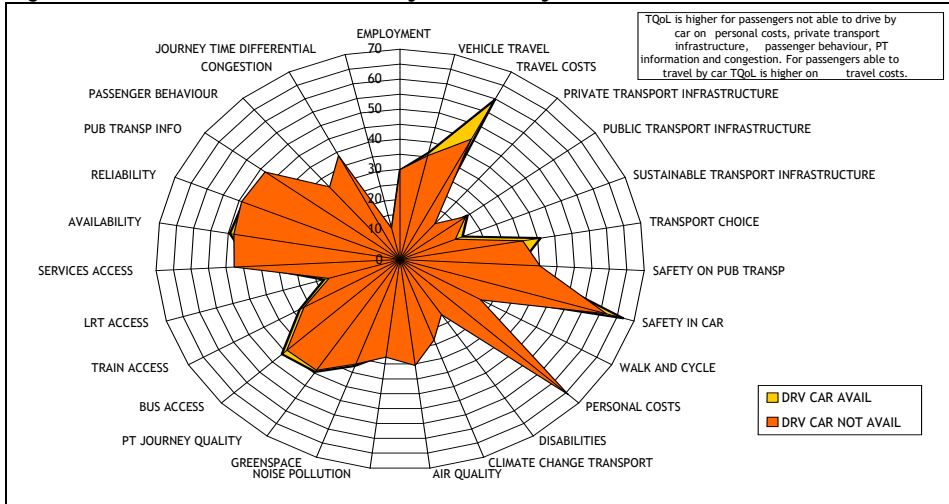 TQoL is higher for passengers not able to drive by
car on personal costs, private transport
infrastructure, passenger behaviour, PT
information and congestion. For passengers able to
travel by car TQoL is higher on travel costs.
EMPLOYMENT
VEHICLE TRAVEL
TRAVEL COSTS
PRIVATE TRANSPORT INFRASTRUCTURE
PUBLIC TRANSPORT INFRASTRUCTURE
SUSTAINABLE TRANSPORT INFRASTRUCTURE
TRANSPORT CHOICE
SAFETY ON PUB TRANSP
SAFETY IN CAR
WALK AND CYCLE
PERSONAL COSTS
DISABILITIES
CLIMATE CHANGE TRANSPORT
AIR QUALITY
NOISE POLLUTION
GREENSPACE
PT JOURNEY QUALITY
BUS ACCESS
TRAIN ACCESS
LRT ACCESS
SERVICES ACCESS
AVAILABILITY
RELIABILITY
PUB TRANSP INFO
PASSENGER BEHAVIOUR
CONGESTION
JOURNEY TIME DIFFERENTIAL
70
60
50
40
30
20
10
0
DRV CAR AVAIL
DRV CAR NOT AVAIL